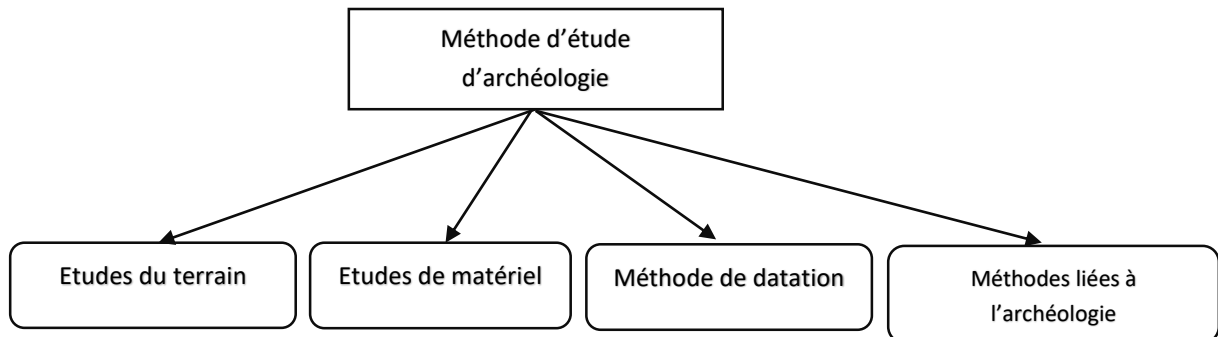 Méthode d’étude
d’archéologie
Etudes du terrain
Etudes de matériel
Méthode de datation
Méthodes liées à
l’archéologie